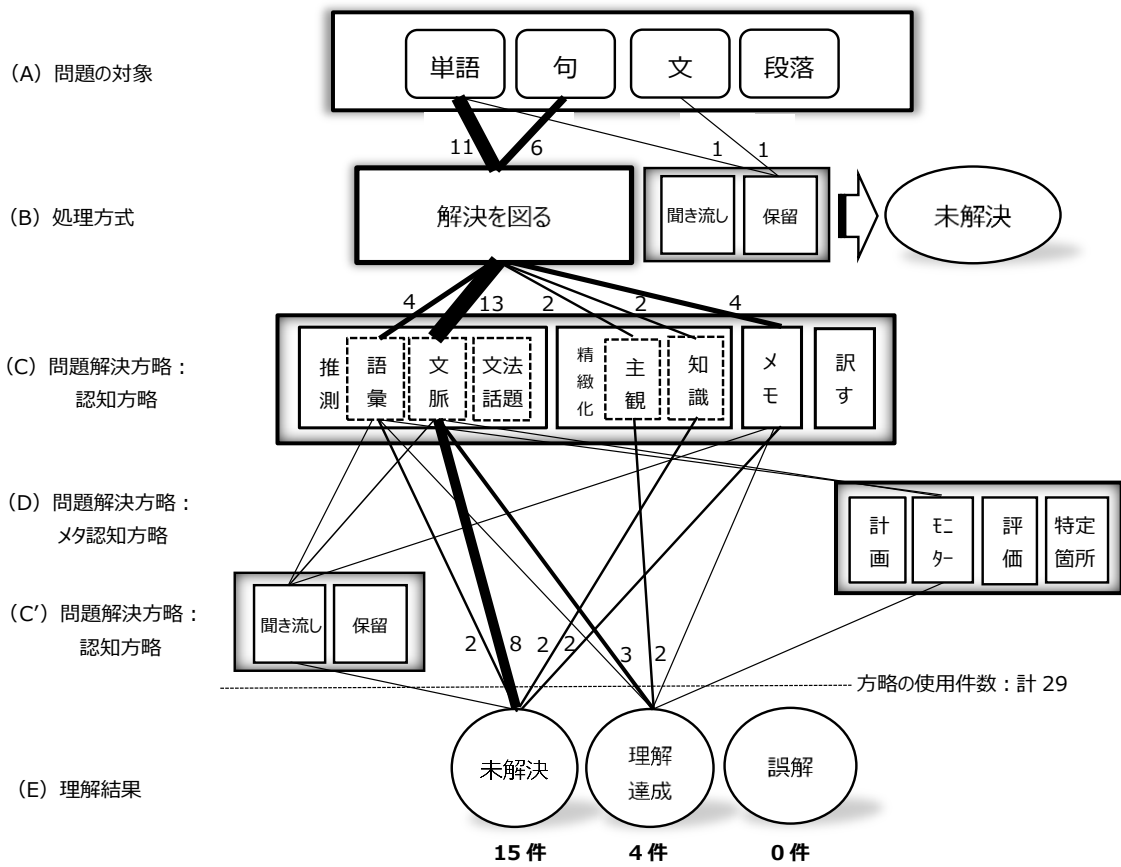 (A) 問題の対象
単語 句 文 段落
11 6 1 1
(B) 処理方式
解決を図る
聞き流し 保留
未解決
4 13 2 2 4
(C) 問題解決方略：
認知方略
推測
語彙
文脈
文法
話題
精緻化
主観
知識
メモ
訳す
(D) 問題解決方略：
メタ認知方略
計画
モニター
評価
特定
箇所
(C’) 問題解決方略：
認知方略
聞き流し 保留
2 8 2 2 3 2
方略の使用件数：計 29
(E) 理解結果
未解決
理解
達成
誤解
15 件 4 件 0 件